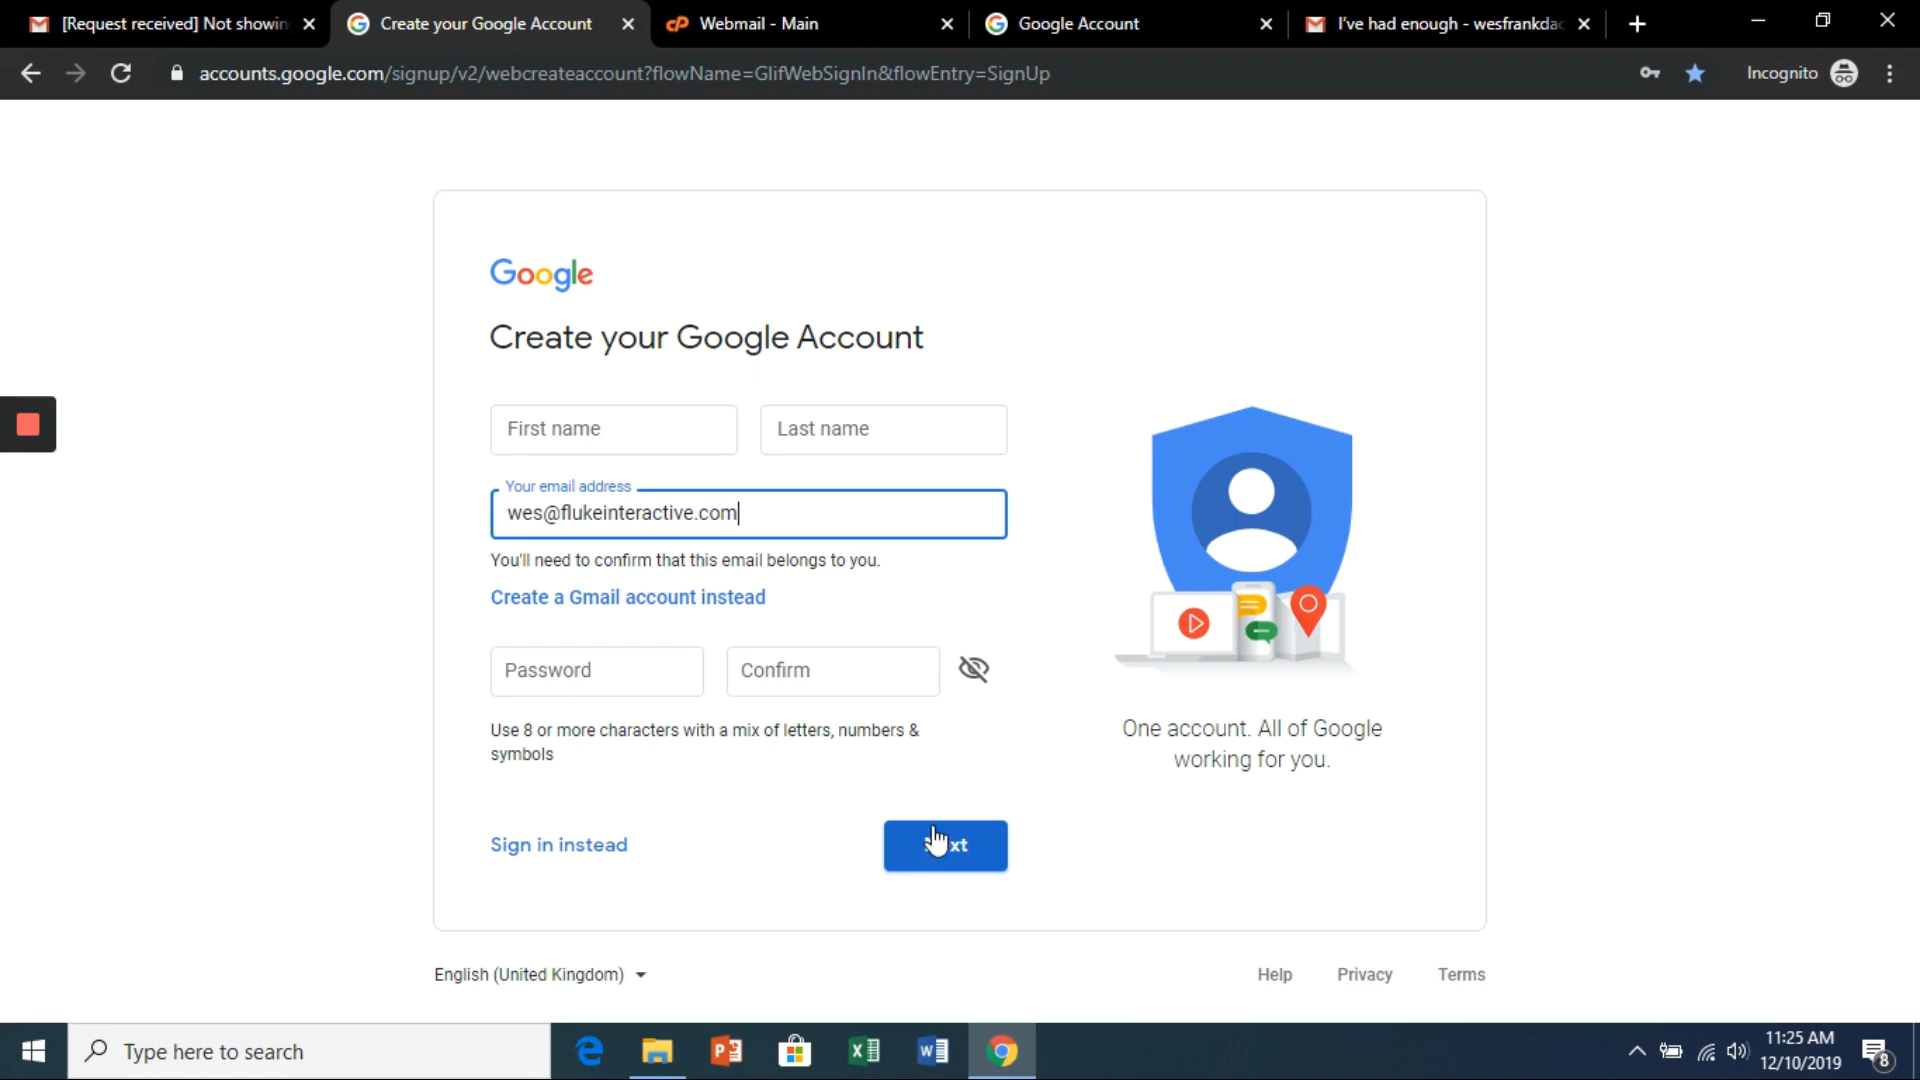 [Request received] Not showin
Create your Google Account
Webmail - Main
Google Account
I've had enough - wesfrankda
accounts.google.com/signup/v2/webcreateaccount?flowName=GlifWebSignIn&flowEntry=SignUp
Incognito
Google
Create your Google Account
First name
Last name
Your email address
wes@flukeinteractive.com
You'll need to confirm that this email belongs to you.
Create a Gmail account instead
Password
Confirm
Use 8 or more characters with a mix of letters, numbers &
symbols
One account. All of Google
working for you.
Sign in instead
xt
English (United Kingdom)
Help
Privacy
Terms
Type here to search
11:25 AM
12/10/2019
8